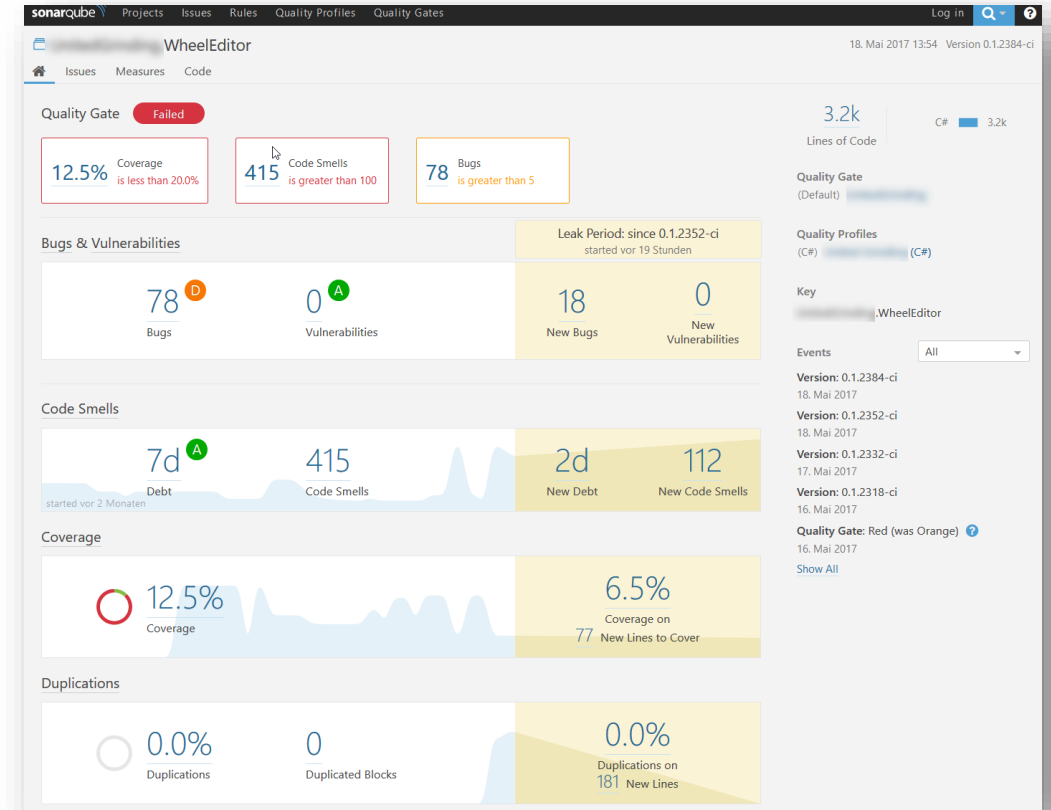 sonarqube Projects Issues Rules Quality Profiles Quality Gates Log in
WheelEditor
18. Mai 2017 13:54 Version 0.1.2384-ci
Issues Measures Code
Quality Gate Failed
12.5% Coverage is less than 20.0%
415 Code Smells is greater than 100
78 Bugs is greater than 5
Bugs & Vulnerabilities
Leak Period: since 0.1.2352-ci
started vor 19 Stunden
78 D
Bugs
0 A
Vulnerabilities
18
New Bugs
0
New
Vulnerabilities
Code Smells
7d A
Debt
started vor 2 Monaten
415
Code Smells
2d
New Debt
112
New Code Smells
Coverage
12.5%
Coverage
6.5%
Coverage on
77 New Lines to Cover
Duplications
0.0%
Duplications
0
Duplicated Blocks
0.0%
Duplications on
181 New Lines
3.2k
Lines of Code
C# 3.2k
Quality Gate
(Default)
Quality Profiles
(C#) (C#)
Key
.WheelEditor
Events All
Version: 0.1.2384-ci
18. Mai 2017
Version: 0.1.2352-ci
18. Mai 2017
Version: 0.1.2332-ci
17. Mai 2017
Version: 0.1.2318-ci
16. Mai 2017
Quality Gate: Red (was Orange) ?
16. Mai 2017
Show All